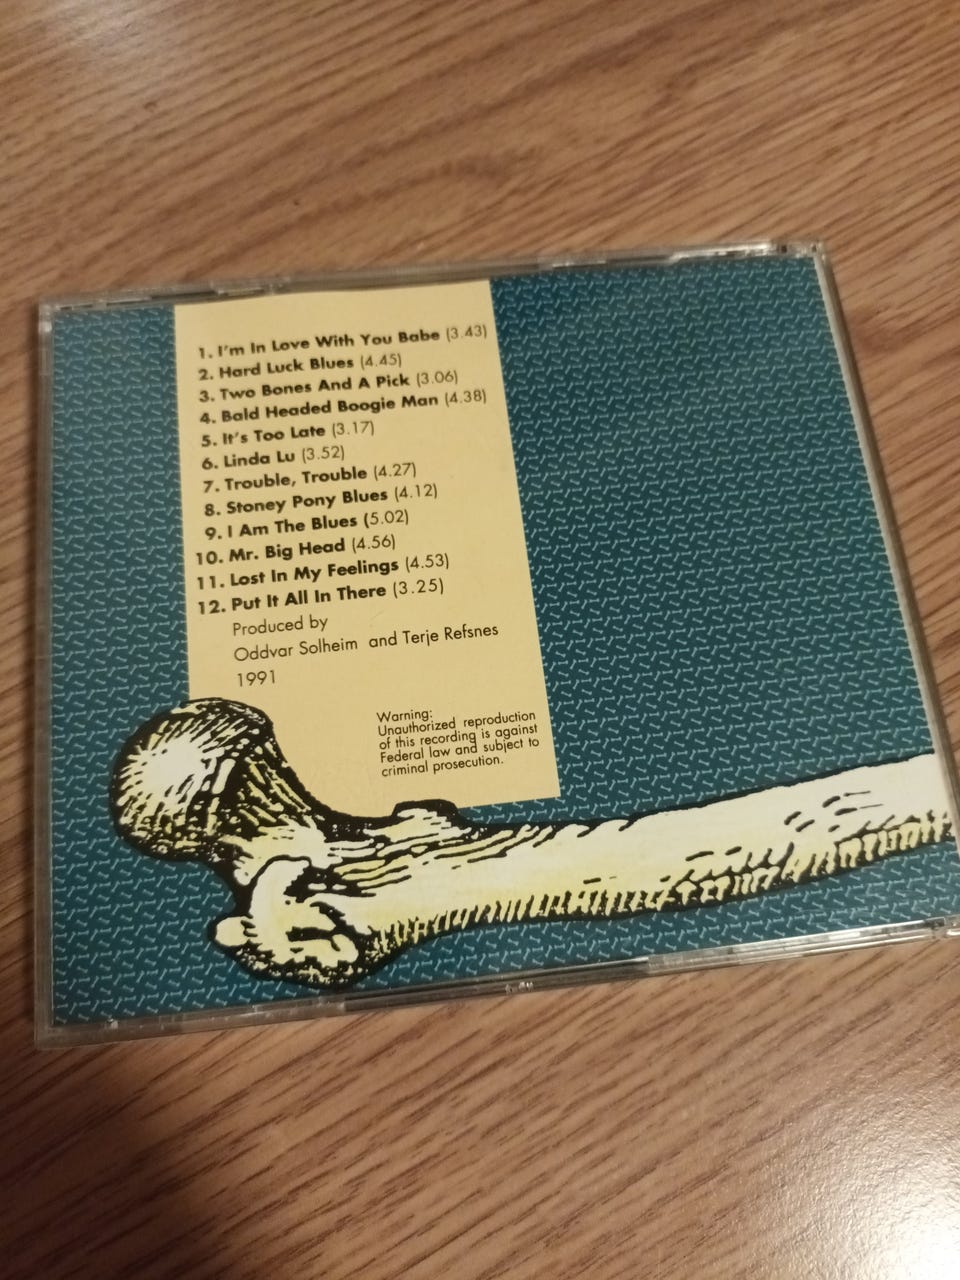 1. I'm In Love With You Babe (3.43)
2. Hard Luck Blues (4.45)
3. Two Bones And A Pick (3.06)
4. Bald Headed Boogie Man (4.38)
5. It's Too Late (3.17)
6. Linda Lu (3.52)
7. Trouble, Trouble (4.27)
8. Stoney Pony Blues (4.12)
9. I Am The Blues (5.02)
10. Mr. Big Head (4.56)
11. Lost In My Feelings (4.53)
12. Put It All In There (3.25)
Produced by
Oddvar Solheim and Terje Refsnes
1991
Warning:
Unauthorized reproduction
of this recording is against
Federal law and subject to
criminal prosecution.